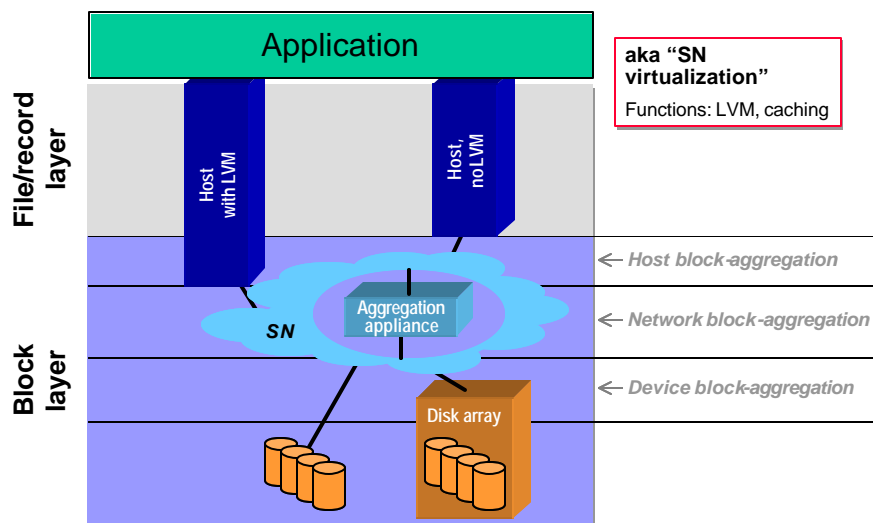 Application
aka “SN
virtualization”
Functions: LVM, caching
File/record
layer
Host
with LVM
Host,
no LVM
Host block-aggregation
Aggregation
appliance
SN
Network block-aggregation
Block
layer
Device block-aggregation
Disk array